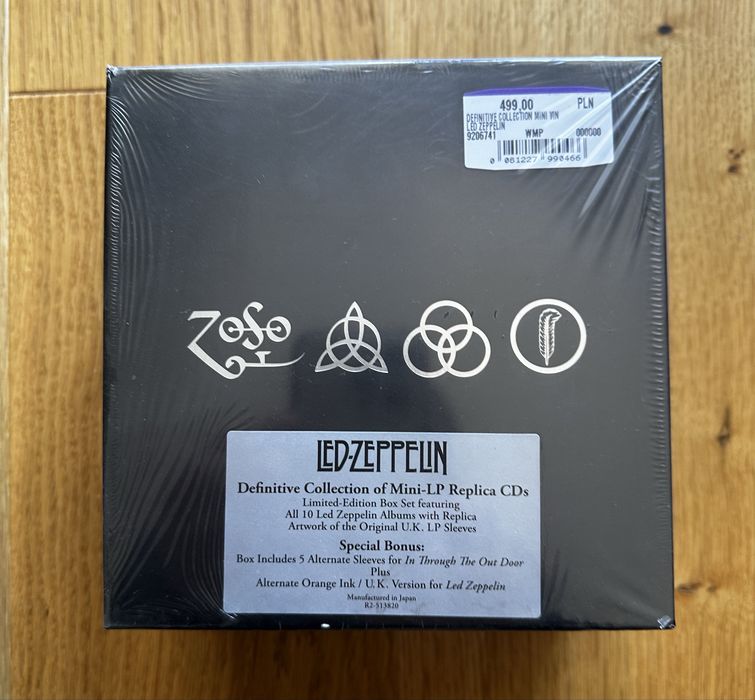 499,00 PLN
DEFINITIVE COLLECTION MINI VIN
LED ZEPPELIN
9206741 WMP 000000
0 081227 990466
ZoSo
LED-ZEPPELIN
Definitive Collection of Mini-LP Replica CDs
Limited-Edition Box Set featuring
All 10 Led Zeppelin Albums with Replica
Artwork of the Original U.K. LP Sleeves
Special Bonus:
Box Includes 5 Alternate Sleeves for In Through The Out Door
Plus
Alternate Orange Ink / U.K. Version for Led Zeppelin
Manufactured in Japan
R2-513820